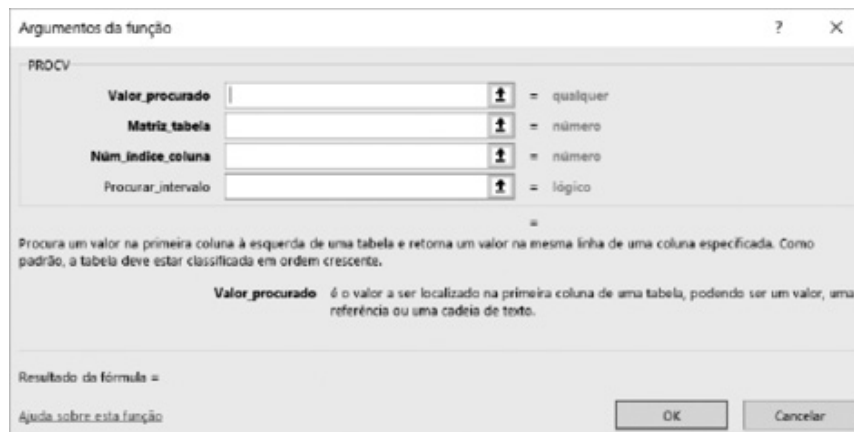 Argumentos da função ? ×
PROCV
Valor_procurado = qualquer
Matriz_tabela = número
Núm_índice_coluna = número
Procurar_intervalo = lógico
=
Procura um valor na primeira coluna à esquerda de uma tabela e retorna um valor na mesma linha de uma coluna especificada. Como
padrão, a tabela deve estar classificada em ordem crescente.
Valor_procurado é o valor a ser localizado na primeira coluna de uma tabela, podendo ser um valor, uma
referência ou uma cadeia de texto.
Resultado da fórmula =
Ajuda sobre esta função OK Cancelar